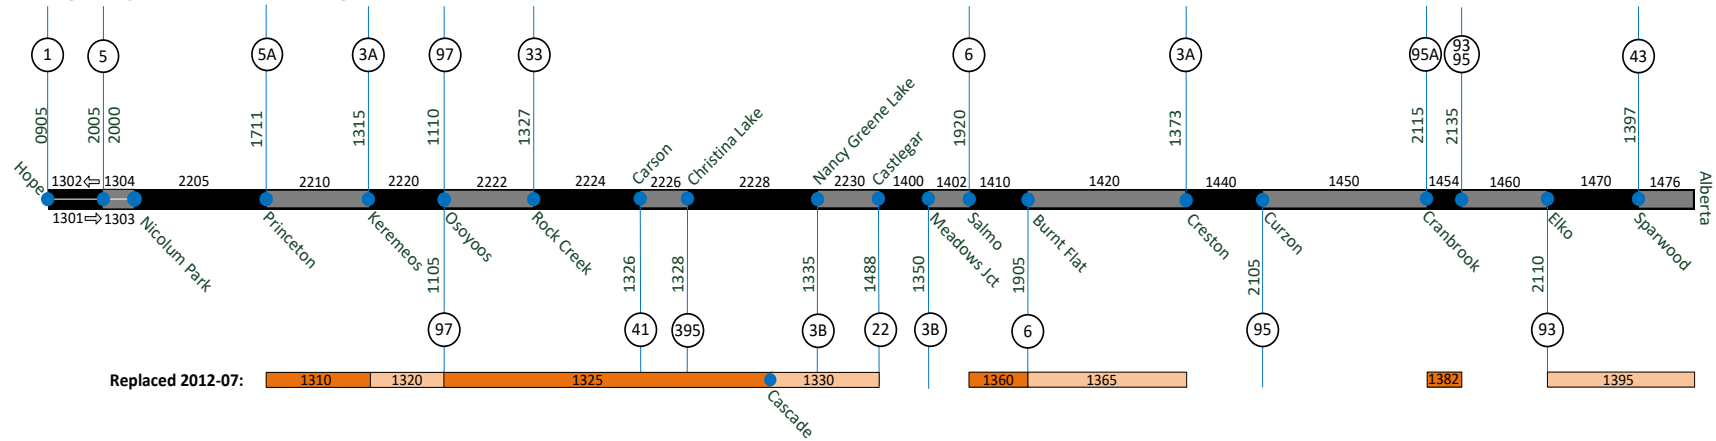 1 5 5A 3A 97 33 6 3A 95A 93 43
95
0905 2005 2000 1711 1315 1110 1327 1920 1373 2115 2135 1397
Hope Carson Christina Lake Nancy Greene Lake Castlegar Alberta
1302 1304 2205 2210 2220 2222 2224 2226 2228 2230 1400 1402 1410 1420 1440 1450 1454 1460 1470 1476
1301 1303
Nicolum Park Princeton Keremeos Osoyoos Rock Creek Meadows Jct Salmo Burnt Flat Creston Curzon Cranbrook Elko Sparwood
1105 1326 1328 1335 1488 1350 1905 2105 2110
97 41 395 3B 22 3B 6 95 93
Replaced 2012-07: 1310 1320 1325 1330 1360 1365 1382 1395
Cascade